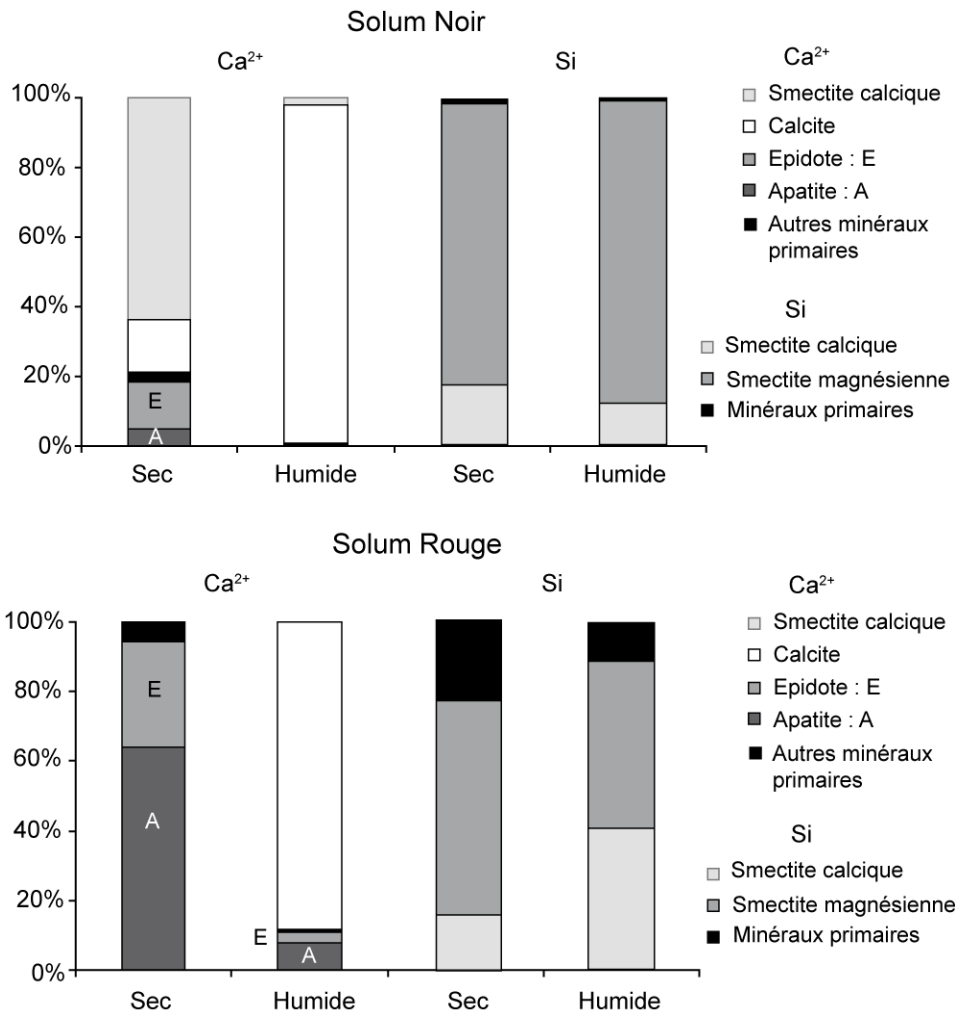 Solum Noir
Ca²⁺
Si
100%
80%
60%
40%
20%
0%
E
A
Sec
Humide
Sec
Humide
Ca²⁺
Smectite calcique
Calcite
Epidote : E
Apatite : A
Autres minéraux
primaires
Si
Smectite calcique
Smectite magnésienne
Minéraux primaires
Solum Rouge
Ca²⁺
Si
100%
80%
60%
40%
20%
0%
E
A
E
A
Sec
Humide
Sec
Humide
Ca²⁺
Smectite calcique
Calcite
Epidote : E
Apatite : A
Autres minéraux
primaires
Si
Smectite calcique
Smectite magnésienne
Minéraux primaires